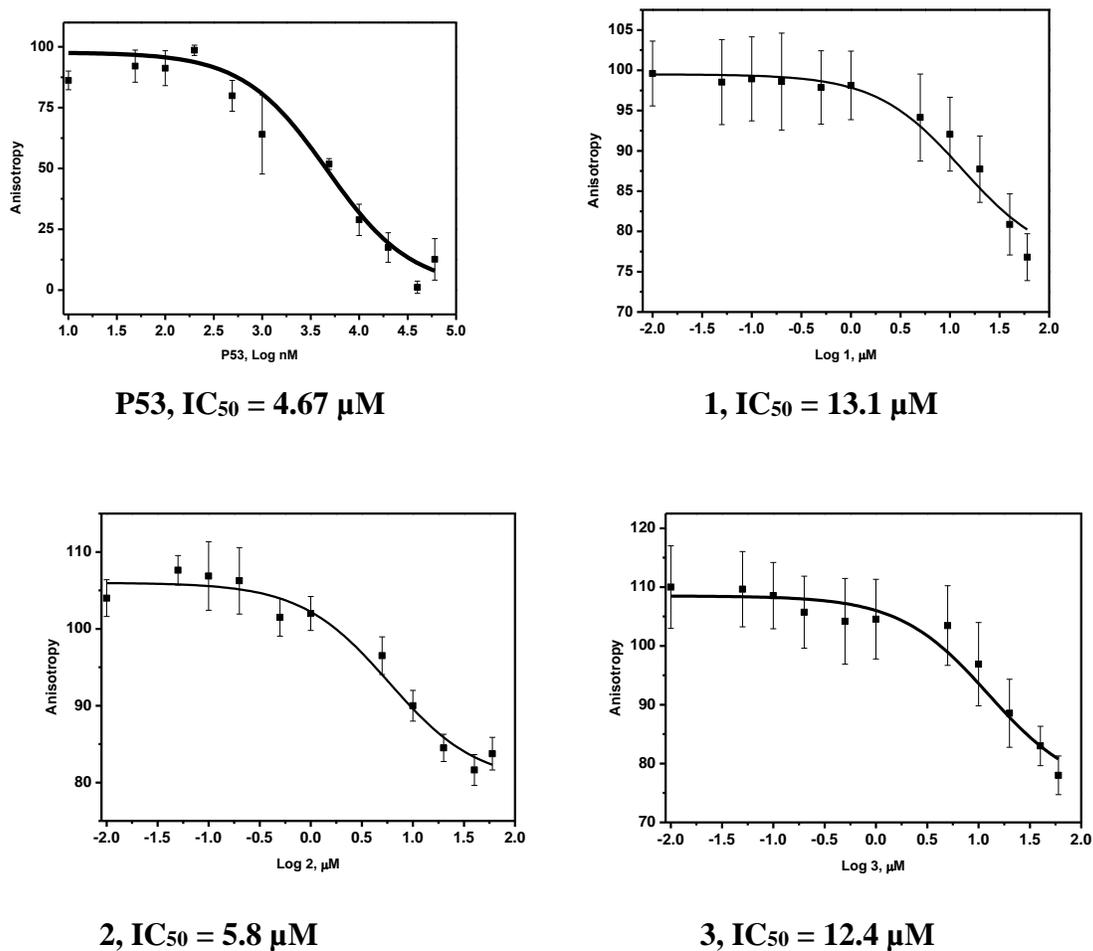 100
75
50
25
0
Anisotropy
1.0 1.5 2.0 2.5 3.0 3.5 4.0 4.5 5.0
P53, Log nM
P53, IC50 = 4.67 µM
105
100
95
90
85
80
75
70
Anisotropy
-2.0 -1.5 -1.0 -0.5 0.0 0.5 1.0 1.5 2.0
Log 1, µM
1, IC50 = 13.1 µM
110
100
90
80
Anisotropy
-2.0 -1.5 -1.0 -0.5 0.0 0.5 1.0 1.5 2.0
Log 2, µM
2, IC50 = 5.8 µM
120
110
100
90
80
70
Anisotropy
-2.0 -1.5 -1.0 -0.5 0.0 0.5 1.0 1.5 2.0
Log 3, µM
3, IC50 = 12.4 µM